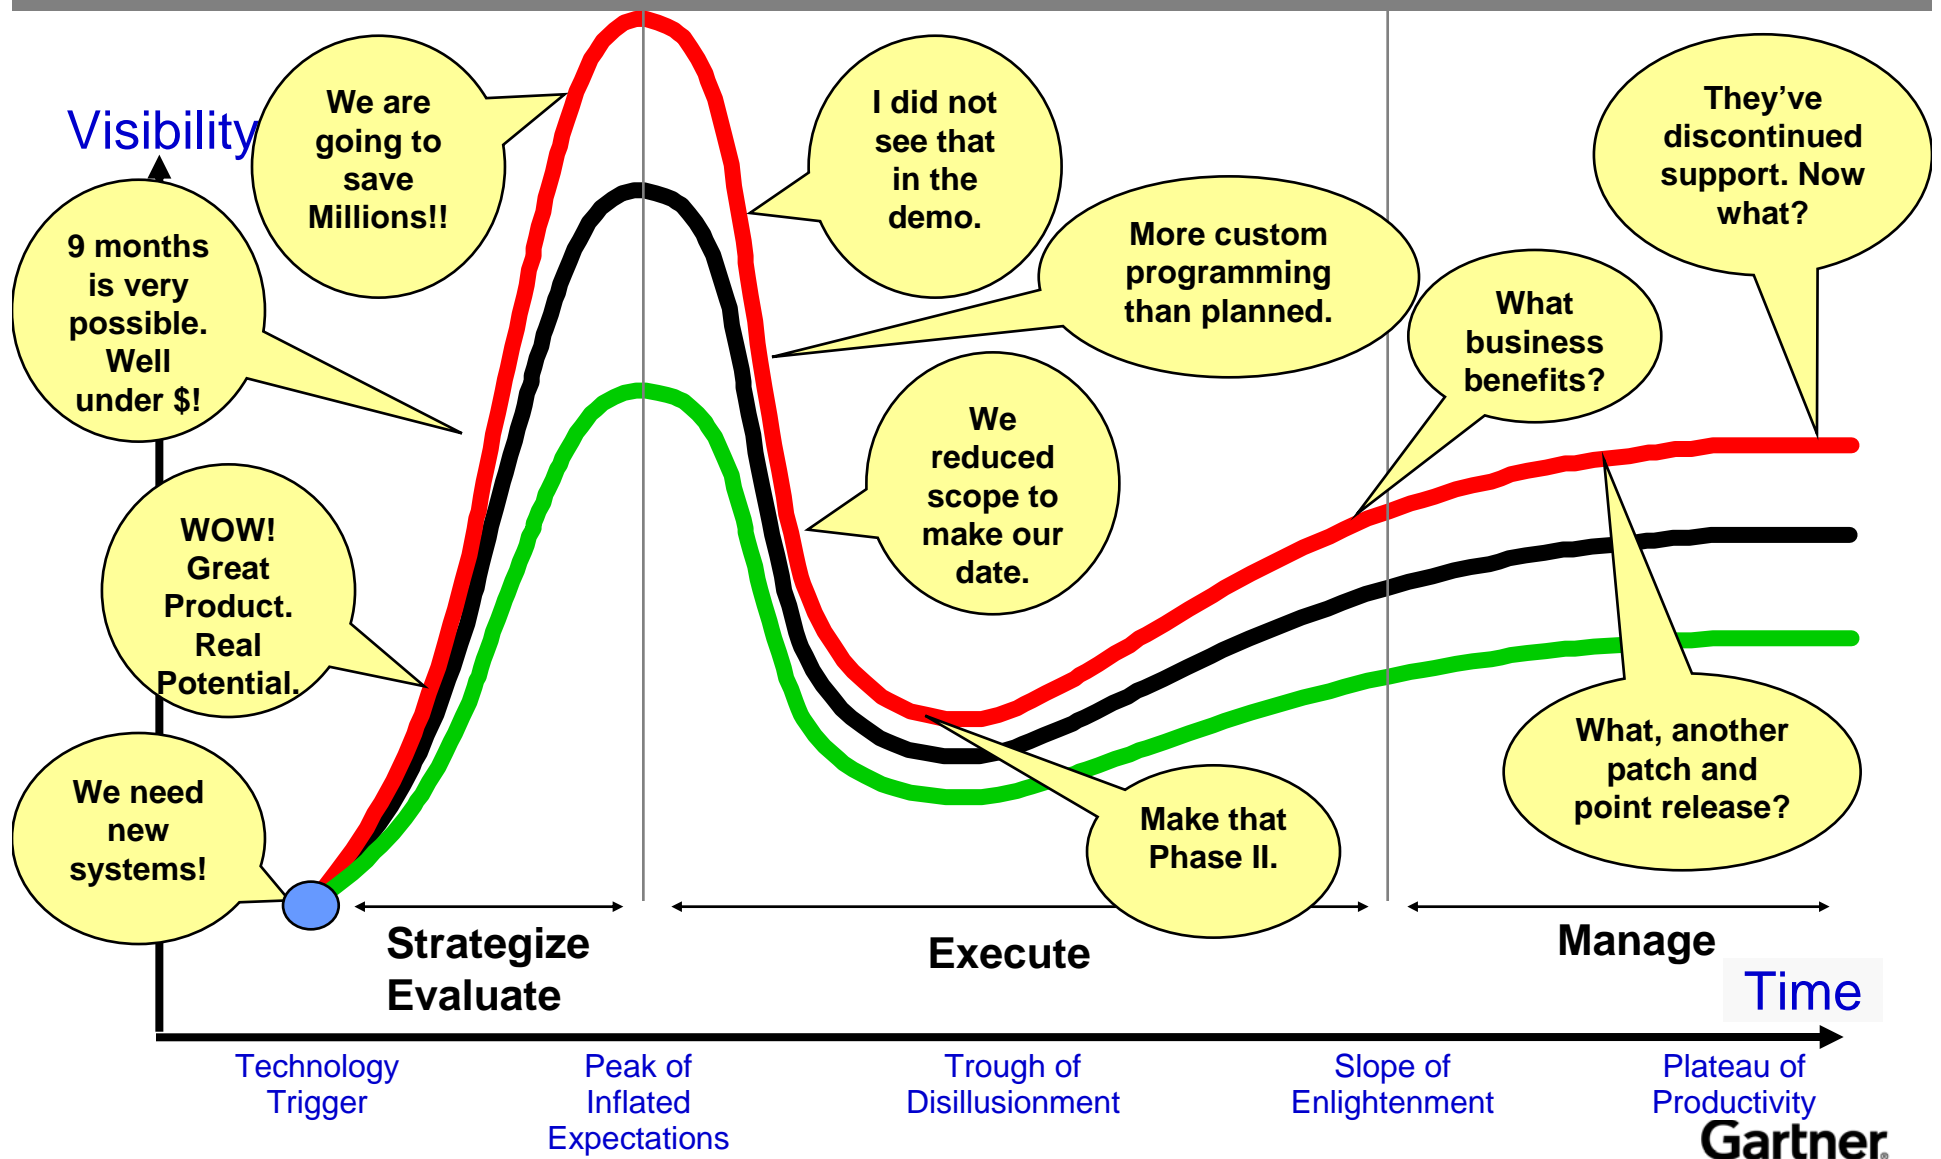 Visibility
We are
going to
save
Millions!!
I did not
see that
in the
demo.
They’ve
discontinued
support. Now
what?
9 months
is very
possible.
Well
under $!
More custom
programming
than planned.
What
business
benefits?
We
reduced
scope to
make our
date.
WOW!
Great
Product.
Real
Potential.
What, another
patch and
point release?
We need
new
systems!
Make that
Phase II.
Strategize
Evaluate
Execute
Manage
Time
Technology
Trigger
Peak of
Inflated
Expectations
Trough of
Disillusionment
Slope of
Enlightenment
Plateau of
Productivity
Gartner®